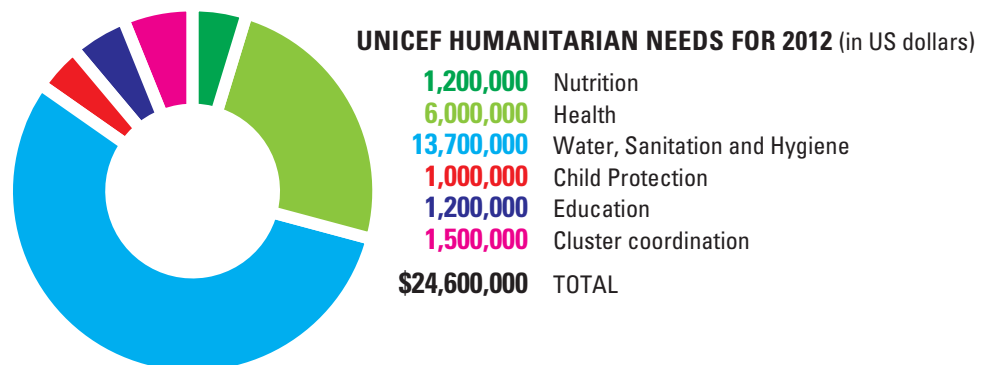 UNICEF HUMANITARIAN NEEDS FOR 2012 (in US dollars)
1,200,000 Nutrition
6,000,000 Health
13,700,000 Water, Sanitation and Hygiene
1,000,000 Child Protection
1,200,000 Education
1,500,000 Cluster coordination
$24,600,000 TOTAL